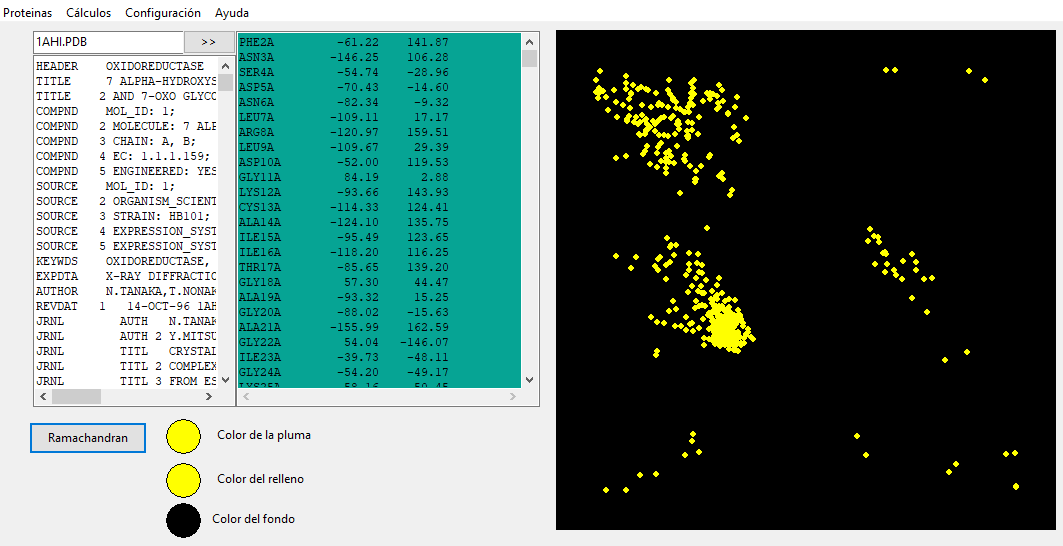 Proteinas Cálculos Configuración Ayuda
1AHI.PDB >>
HEADER OXIDOREDUCTASE
TITLE 7 ALPHA-HYDROXYS
TITLE 2 AND 7-OXO GLYCO
COMPND MOL_ID: 1;
COMPND 2 MOLECULE: 7 ALP
COMPND 3 CHAIN: A, B;
COMPND 4 EC: 1.1.1.159;
COMPND 5 ENGINEERED: YES
SOURCE MOL_ID: 1;
SOURCE 2 ORGANISM_SCIENT
SOURCE 3 STRAIN: HB101;
SOURCE 4 EXPRESSION_SYST
SOURCE 5 EXPRESSION_SYST
KEYWDS OXIDOREDUCTASE,
EXPDTA X-RAY DIFFRACTIO
AUTHOR N.TANAKA,T.NONAK
REVDAT 1 14-OCT-96 1AH
JRNL AUTH N.TANAK
JRNL AUTH 2 Y.MITSU
JRNL TITL CRYSTAL
JRNL TITL 2 COMPLEX
JRNL TITL 3 FROM ES
PHE2A -61.22 141.87
ASN3A -146.25 106.28
SER4A -54.74 -28.96
ASP5A -70.43 -14.60
ASN6A -82.34 -9.32
LEU7A -109.11 17.17
ARG8A -120.97 159.51
LEU9A -109.67 29.39
ASP10A -52.00 119.53
GLY11A 84.19 2.88
LYS12A -93.66 143.93
CYS13A -114.33 124.41
ALA14A -124.10 135.75
ILE15A -95.49 123.65
ILE16A -118.20 116.25
THR17A -85.65 139.20
GLY18A 57.30 44.47
ALA19A -93.32 15.25
GLY20A -88.02 -15.63
ALA21A -155.99 162.59
GLY22A 54.04 -146.07
ILE23A -39.73 -48.11
GLY24A -54.20 -49.17
Ramachandran
Color de la pluma
Color del relleno
Color del fondo